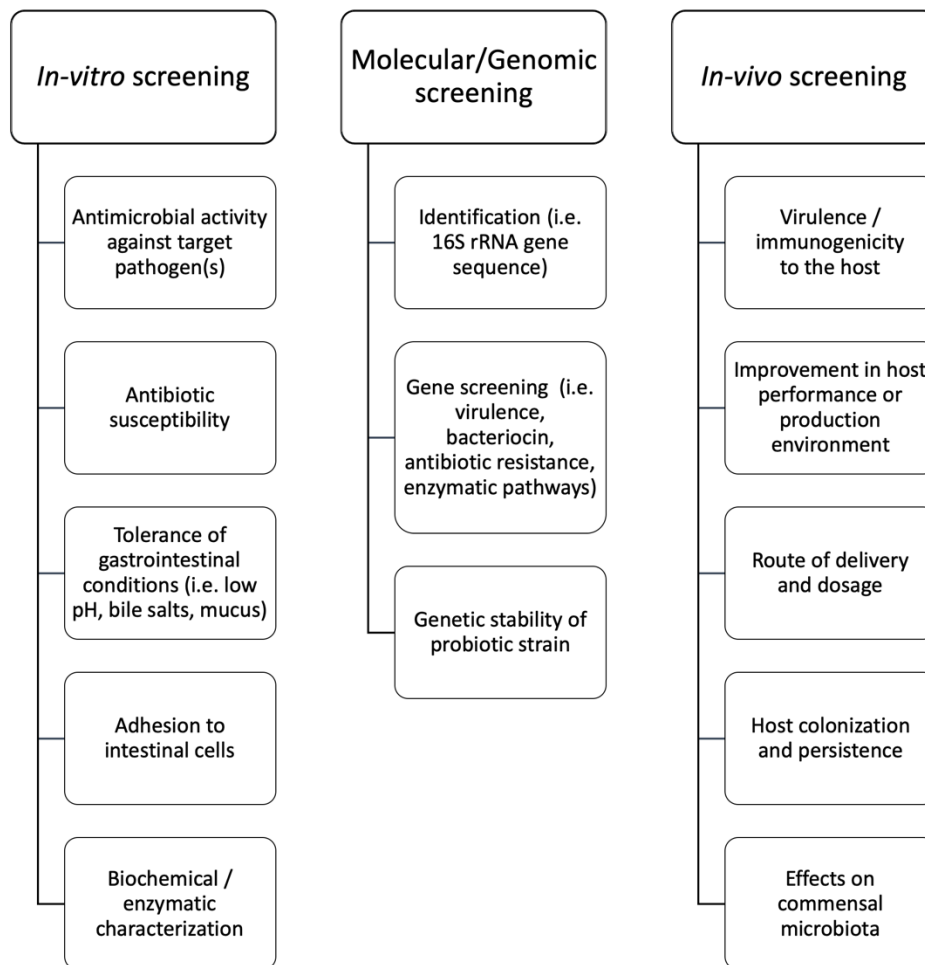 In-vitro screening
Antimicrobial activity
against target
pathogen(s)
Antibiotic
susceptibility
Tolerance of
gastrointestinal
conditions (i.e. low
pH, bile salts, mucus)
Adhesion to
intestinal cells
Biochemical /
enzymatic
characterization
Molecular/Genomic
screening
Identification (i.e.
16S rRNA gene
sequence)
Gene screening (i.e.
virulence,
bacteriocin,
antibiotic resistance,
enzymatic pathways)
Genetic stability of
probiotic strain
In-vivo screening
Virulence /
immunogenicity
to the host
Improvement in host
performance or
production
environment
Route of delivery
and dosage
Host colonization
and persistence
Effects on
commensal
microbiota